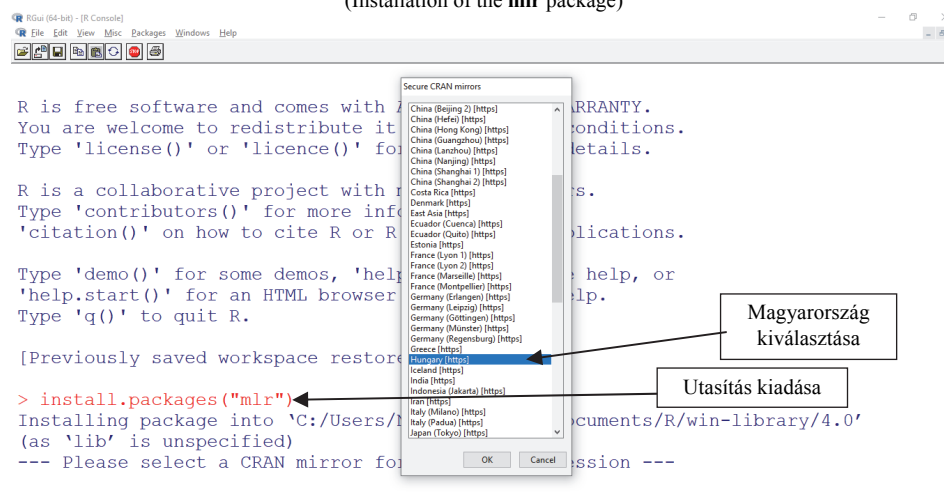 (Installation of the mlr package)
RGui (64-bit) - [R Console]
File Edit View Misc Packages Windows Help
STOP
R is free software and comes with A
RRANTY.
You are welcome to redistribute it
conditions.
Type 'license()' or 'licence()' fo
details.
R is a collaborative project with
rs.
Type 'contributors()' for more inf
'citation()' on how to cite R or R
plications.
Type 'demo()' for some demos, 'help
help, or
'help.start()' for an HTML browser
elp.
Type 'q()' to quit R.
[Previously saved workspace restore
> install.packages("mlr")
Installing package into ‘C:/Users/
cuments/R/win-library/4.0’
(as ‘lib’ is unspecified)
--- Please select a CRAN mirror for
ssion ---
Secure CRAN mirrors
China (Beijing 2) [https]
China (Hefei) [https]
China (Hong Kong) [https]
China (Guangzhou) [https]
China (Lanzhou) [https]
China (Nanjing) [https]
China (Shanghai 1) [https]
China (Shanghai 2) [https]
Costa Rica [https]
Denmark [https]
East Asia [https]
Ecuador (Cuenca) [https]
Ecuador (Quito) [https]
Estonia [https]
France (Lyon 1) [https]
France (Lyon 2) [https]
France (Marseille) [https]
France (Montpellier) [https]
Germany (Erlangen) [https]
Germany (Leipzig) [https]
Germany (Göttingen) [https]
Germany (Münster) [https]
Germany (Regensburg) [https]
Greece [https]
Hungary [https]
Iceland [https]
India [https]
Indonesia (Jakarta) [https]
Iran [https]
Italy (Milano) [https]
Italy (Padua) [https]
Japan (Tokyo) [https]
OK Cancel
Magyarország
kiválasztása
Utasítás kiadása